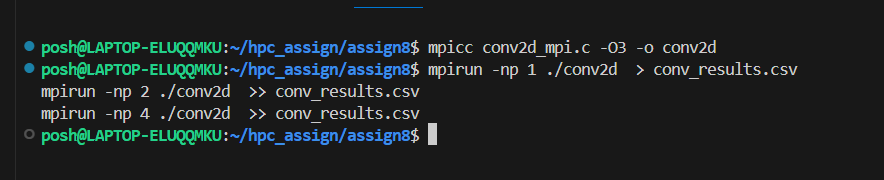 posh@LAPTOP-ELUQQMKU:~/hpc_assign/assign8$ mpicc conv2d_mpi.c -O3 -o conv2d
posh@LAPTOP-ELUQQMKU:~/hpc_assign/assign8$ mpirun -np 1 ./conv2d  > conv_results.csv
mpirun -np 2 ./conv2d  >> conv_results.csv
mpirun -np 4 ./conv2d  >> conv_results.csv
posh@LAPTOP-ELUQQMKU:~/hpc_assign/assign8$